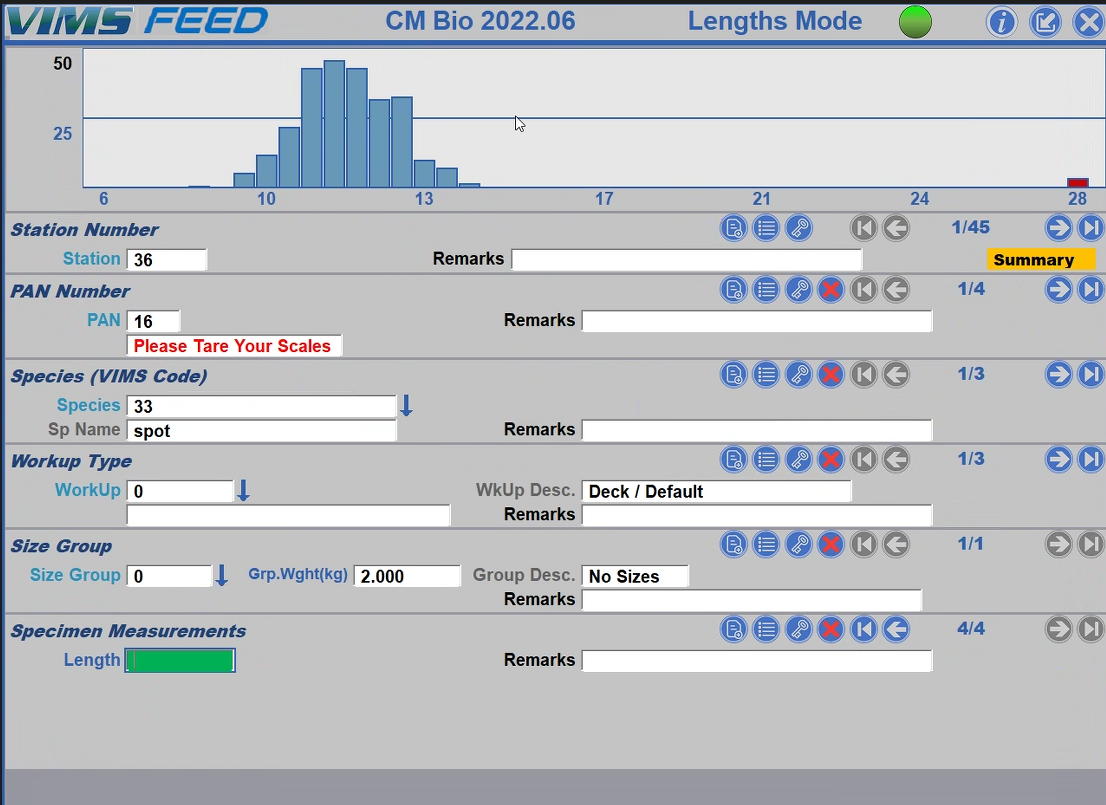 VIMS FEED CM Bio 2022.06 Lengths Mode
50
25
6 10 13 17 21 24 28
Station Number 1/45
Station 36 Remarks Summary
PAN Number 1/4
PAN 16 Remarks
Please Tare Your Scales
Species (VIMS Code) 1/3
Species 33
Sp Name spot Remarks
Workup Type 1/3
WorkUp 0 WkUp Desc. Deck / Default
Remarks
Size Group 1/1
Size Group 0 Grp.Wght(kg) 2.000 Group Desc. No Sizes
Remarks
Specimen Measurements 4/4
Length Remarks